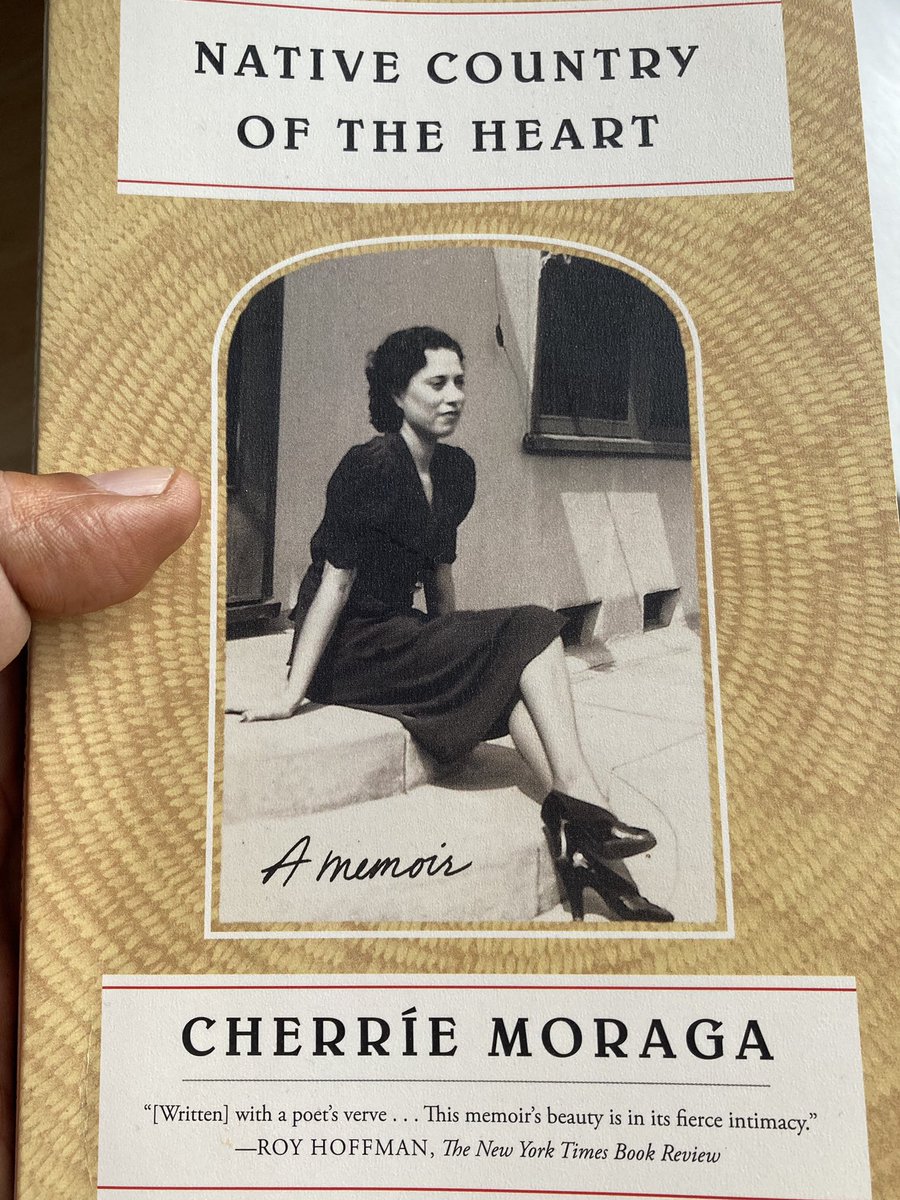 NATIVE COUNTRY
OF THE HEART
A memoir
CHERRÍE MORAGA
“[Written] with a poet’s verve . . . This memoir’s beauty is in its fierce intimacy.”
—ROY HOFFMAN, The New York Times Book Review